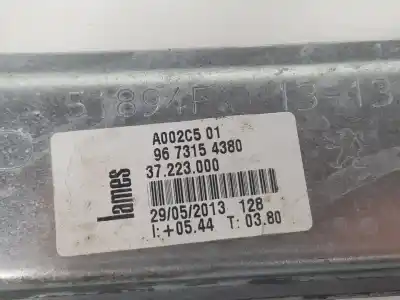 A002C5 01
96 7315 4380
37.223.000
lames
29/05/2013 128
I: +05.44 T: 03.80